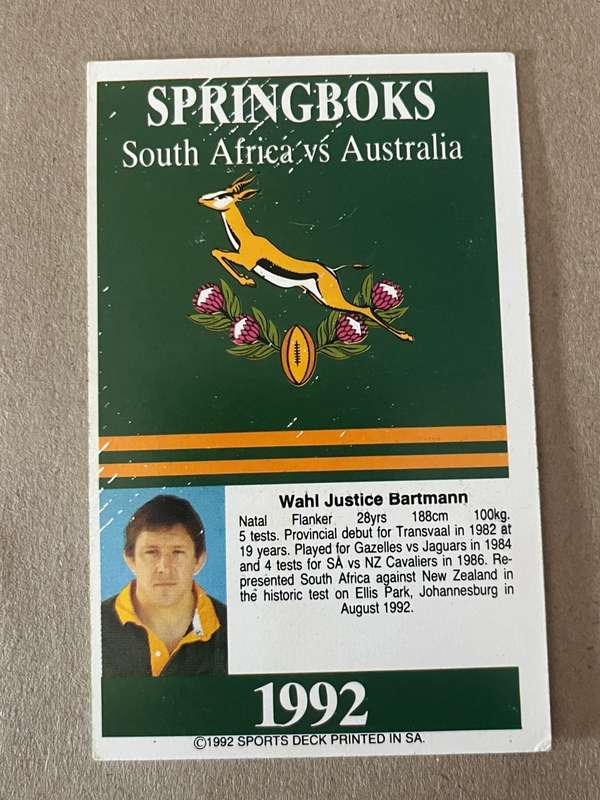 SPRINGBOKS
South Africa vs Australia
Wahl Justice Bartmann
Natal Flanker 28yrs 188cm 100kg.
5 tests. Provincial debut for Transvaal in 1982 at
19 years. Played for Gazelles vs Jaguars in 1984
and 4 tests for SA vs NZ Cavaliers in 1986. Re-
presented South Africa against New Zealand in
the historic test on Ellis Park, Johannesburg in
August 1992.
1992
©1992 SPORTS DECK PRINTED IN SA.